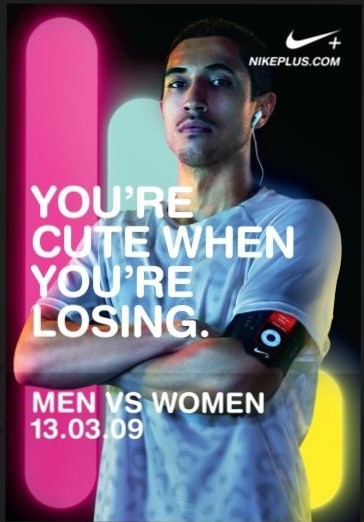 +
NIKEPLUS.COM
YOU'RE
CUTE WHEN
YOU'RE
LOSING.
MEN VS WOMEN
13.03.09